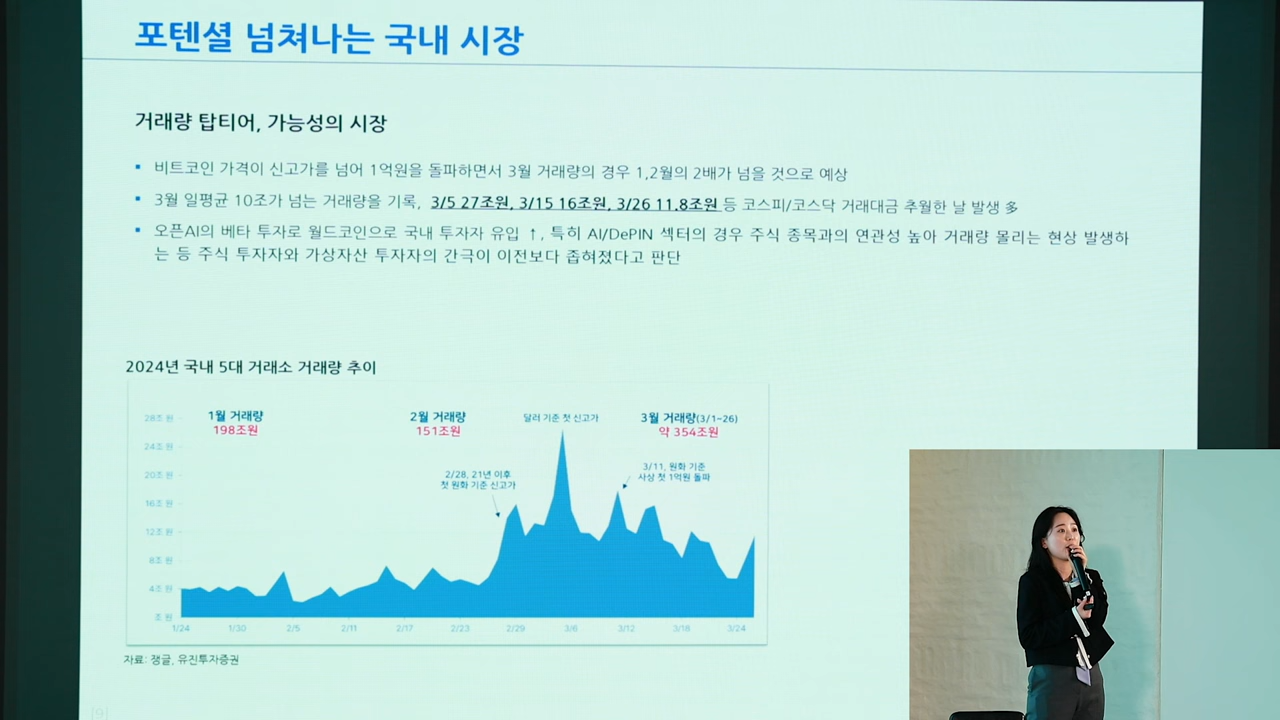 포텐셜 넘쳐나는 국내 시장
거래량 탑티어, 가능성의 시장
▪ 비트코인 가격이 신고가를 넘어 1억원을 돌파하면서 3월 거래량의 경우 1,2월의 2배가 넘을 것으로 예상
▪ 3월 일평균 10조가 넘는 거래량을 기록, 3/5 27조원, 3/15 16조원, 3/26 11.8조원 등 코스피/코스닥 거래대금 추월한 날 발생 多
▪ 오픈AI의 베타 투자로 월드코인으로 국내 투자자 유입 ↑, 특히 AI/DePIN 섹터의 경우 주식 종목과의 연관성 높아 거래량 몰리는 현상 발생하
는 등 주식 투자자와 가상자산 투자자의 간극이 이전보다 좁혀졌다고 판단
2024년 국내 5대 거래소 거래량 추이
1월 거래량
198조원
2월 거래량
151조원
달러 기준 첫 신고가
3월 거래량(3/1~26)
약 354조원
2/28, 21년 이후
첫 원화 기준 신고가
3/11, 원화 기준
사상 첫 1억원 돌파
28조 원
24조 원
20조 원
16조 원
12조 원
8조 원
4조 원
조 원
1/24 1/30 2/5 2/11 2/17 2/23 2/29 3/6 3/12 3/18 3/24
자료: 쟁글, 유진투자증권
[9]